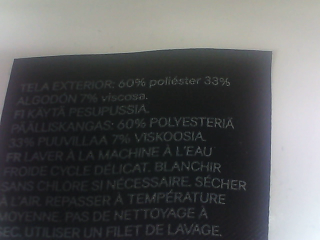 TELA EXTERIOR: 60% poliéster 33%
ALGODÓN 7% viscosa.
FI KÄYTÄ PESUPUSSIA.
PÄÄLLISKANGAS: 60% POLYESTERIÄ
33% PUUVILLAA 7% VISKOOSIA.
FR LAVER À LA MACHINE À L'EAU
FROIDE CYCLE DÉLICAT. BLANCHIR
SANS CHLORE SI NÉCESSAIRE. SÉCHER
À L'AIR. REPASSER À TEMPÉRATURE
MOYENNE. PAS DE NETTOYAGE À
SEC. UTILISER UN FILET DE LAVAGE.